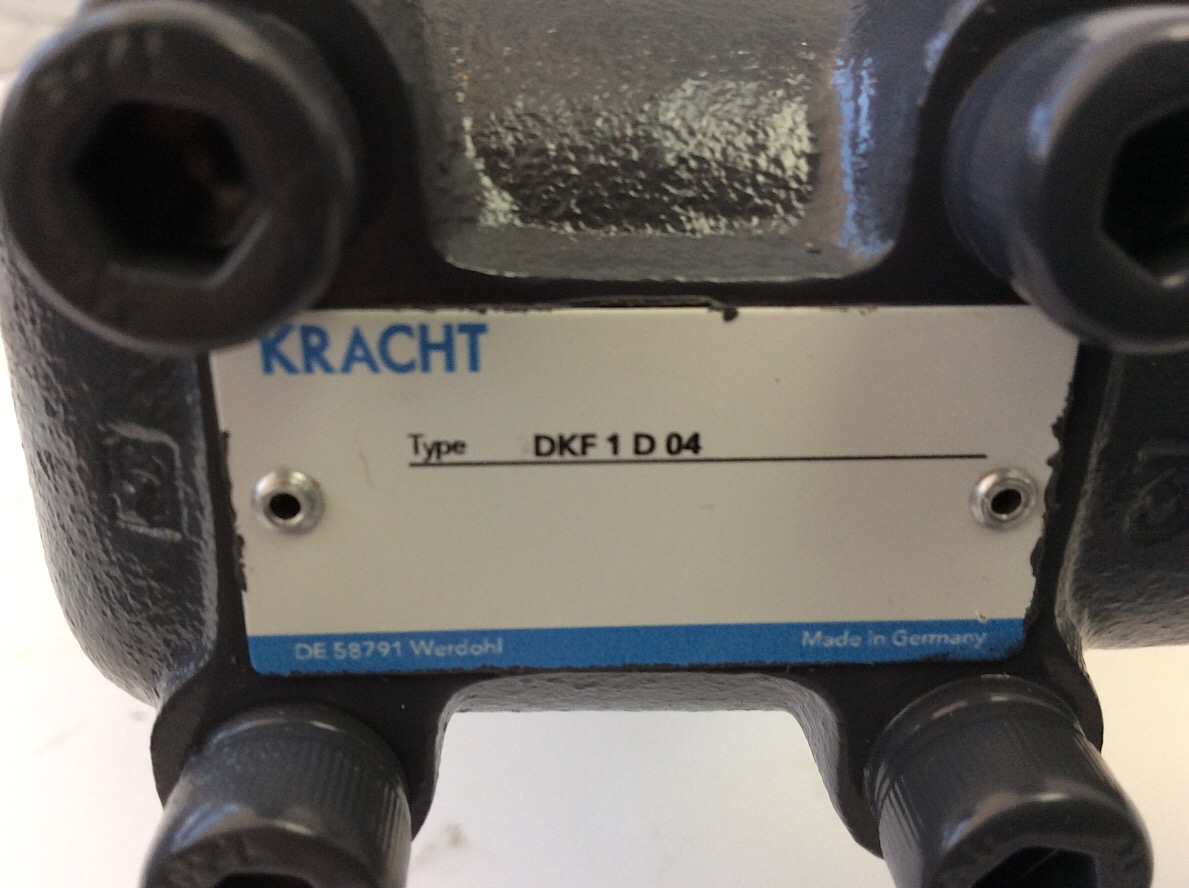 KRACHT
Type DKF 1 D 04
DE 58791 Werdohl
Made in Germany